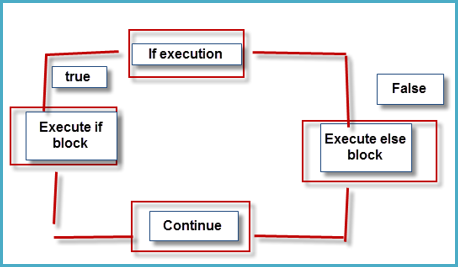 If execution
true
False
Execute if
block
Execute else
block
Continue